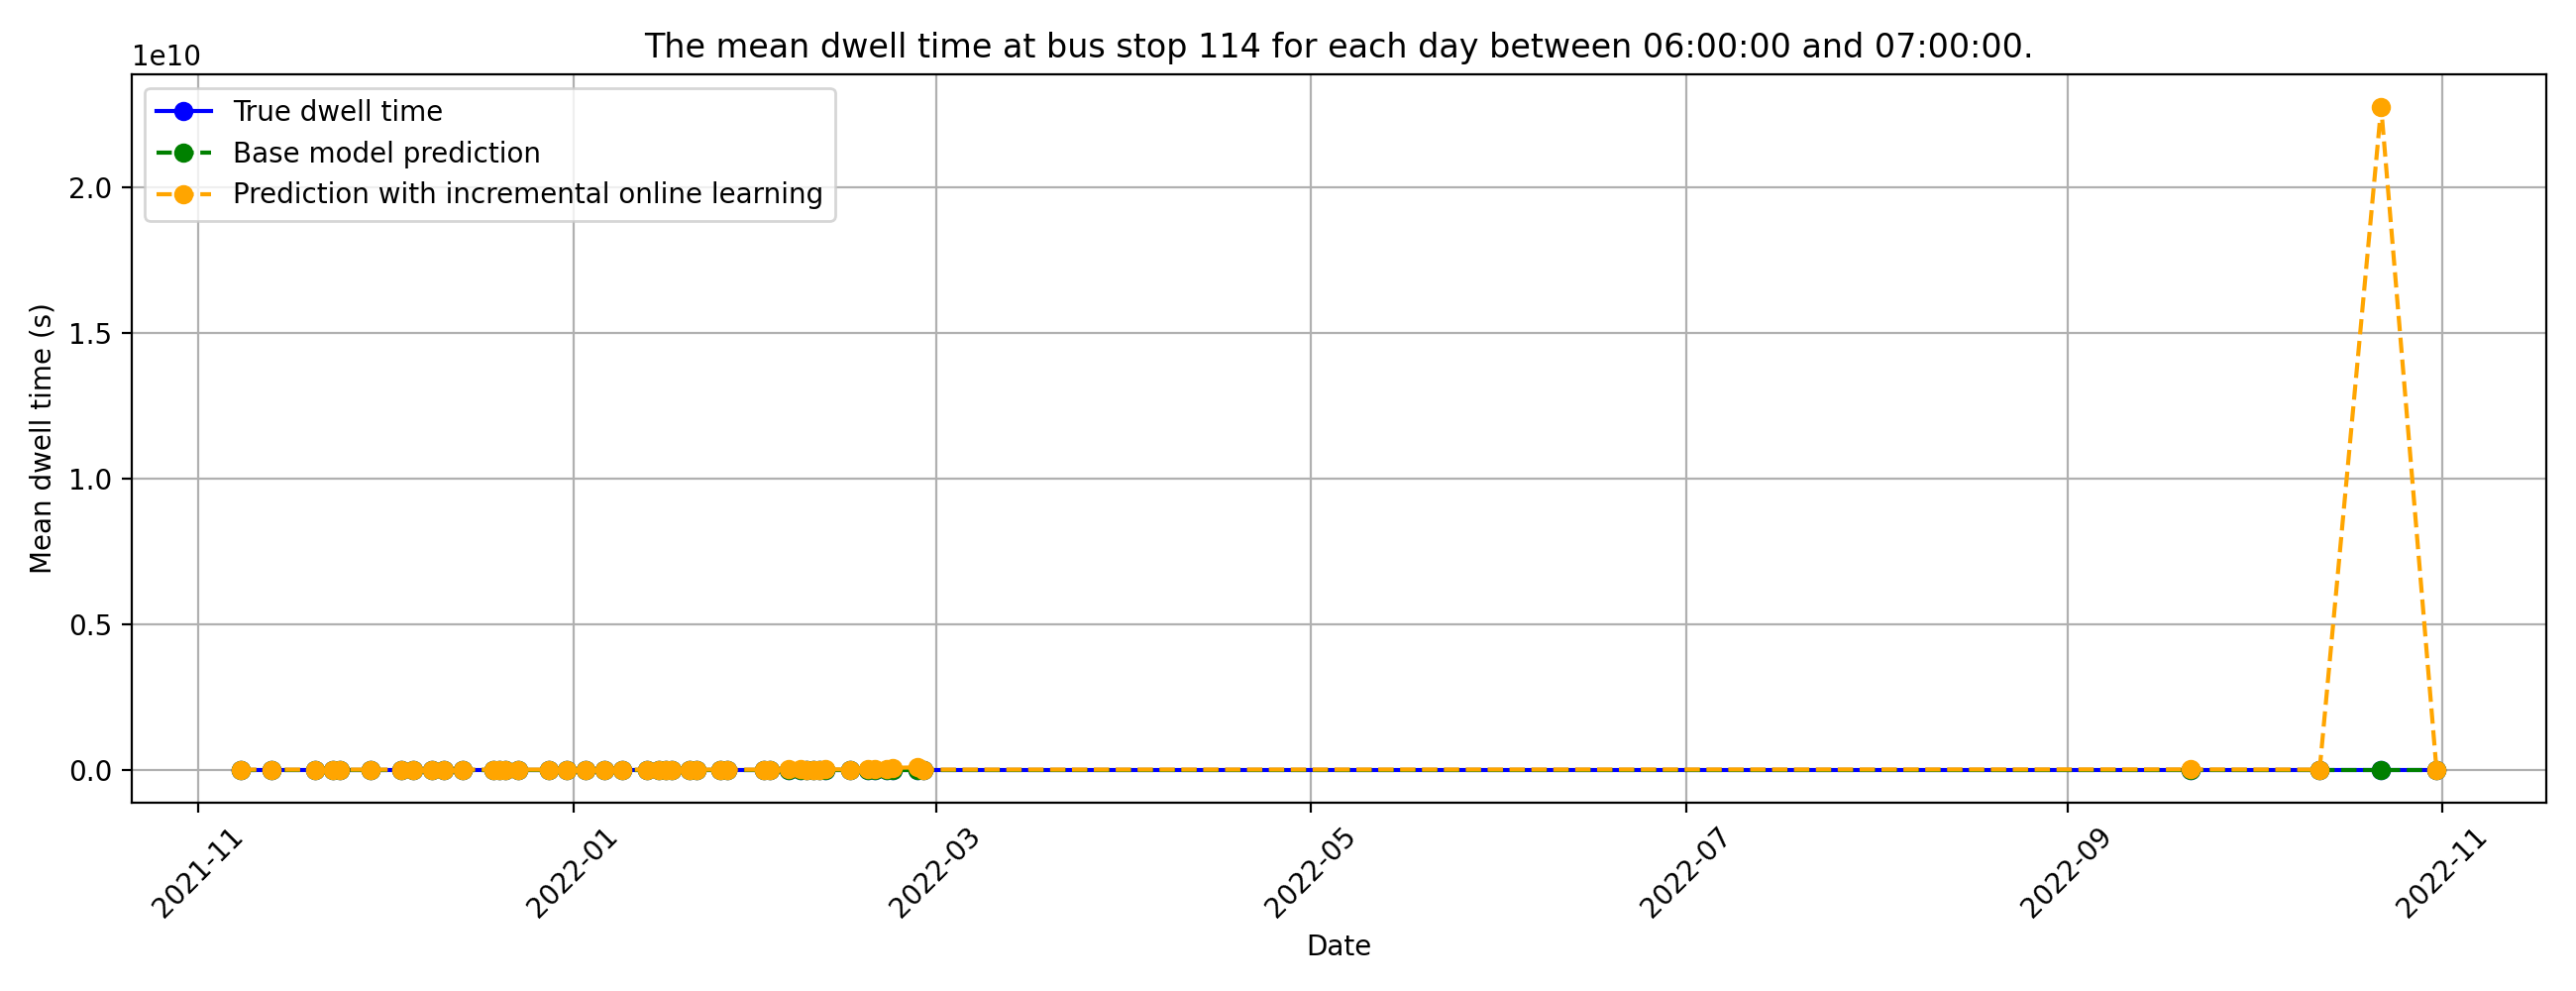 The mean dwell time at bus stop 114 for each day between 06:00:00 and 07:00:00.
1e10
True dwell time
Base model prediction
Prediction with incremental online learning
2.0
1.5
1.0
0.5
0.0
Mean dwell time (s)
2021-11
2022-01
2022-03
2022-05
2022-07
2022-09
2022-11
Date